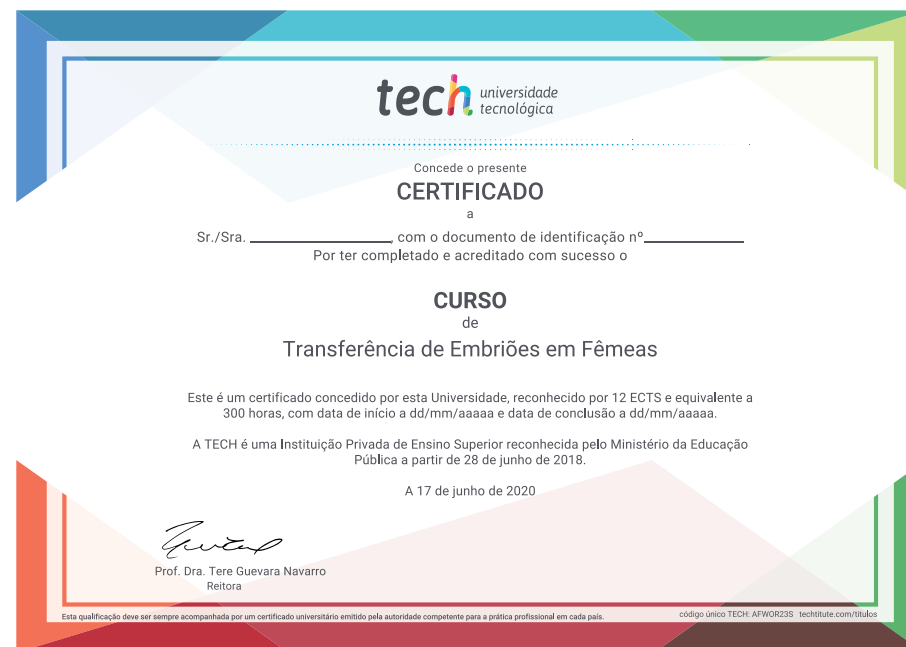 tech universidade
tecnológica
Concede o presente
CERTIFICADO
a
Sr./Sra. ____________________, com o documento de identificação nº______________
Por ter completado e acreditado com sucesso o
CURSO
de
Transferência de Embriões em Fêmeas
Este é um certificado concedido por esta Universidade, reconhecido por 12 ECTS e equivalente a
300 horas, com data de início a dd/mm/aaaaa e data de conclusão a dd/mm/aaaaa.
A TECH é uma Instituição Privada de Ensino Superior reconhecida pelo Ministério da Educação
Pública a partir de 28 de junho de 2018.
A 17 de junho de 2020
Prof. Dra. Tere Guevara Navarro
Reitora
Esta qualificação deve ser sempre acompanhada por um certificado universitário emitido pela autoridade competente para a prática profissional em cada país.
código único TECH: AFWOR23S techtitute.com/titulos